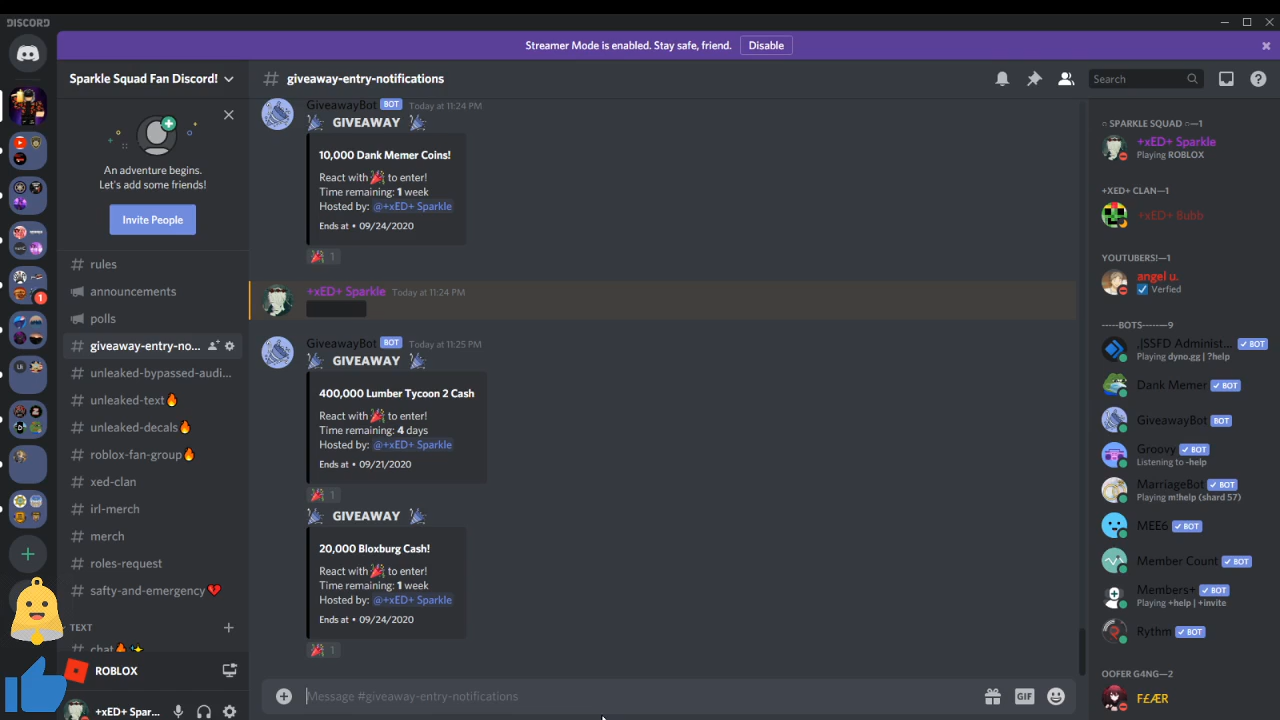 DISCORD
Streamer Mode is enabled. Stay safe, friend. Disable
Sparkle Squad Fan Discord!
giveaway-entry-notifications
Search
An adventure begins.
Let's add some friends!
Invite People
rules
announcements
polls
giveaway-entry-no...
unleaked-bypassed-audi...
unleaked-text🔥
unleaked-decals🔥
roblox-fan-group🔥
xed-clan
irl-merch
merch
roles-request
safty-and-emergency💔
TEXT
chat🔥✨
ROBLOX
+xED+ Spar...
GiveawayBot BOT Today at 11:24 PM
🎉 GIVEAWAY 🎉
10,000 Dank Memer Coins!
React with 🎉 to enter!
Time remaining: 1 week
Hosted by: @+xED+ Sparkle
Ends at • 09/24/2020
🎉 1
+xED+ Sparkle Today at 11:24 PM
GiveawayBot BOT Today at 11:25 PM
🎉 GIVEAWAY 🎉
400,000 Lumber Tycoon 2 Cash
React with 🎉 to enter!
Time remaining: 4 days
Hosted by: @+xED+ Sparkle
Ends at • 09/21/2020
🎉 1
🎉 GIVEAWAY 🎉
20,000 Bloxburg Cash!
React with 🎉 to enter!
Time remaining: 1 week
Hosted by: @+xED+ Sparkle
Ends at • 09/24/2020
🎉 1
Message #giveaway-entry-notifications
GIF
○ SPARKLE SQUAD ○—1
+xED+ Sparkle
Playing ROBLOX
+XED+ CLAN—1
+xED+ Bubb
YOUTUBERS!—1
angel u.
Verfied
-----BOTS-----—9
.|SSFD Administ... BOT
Playing dyno.gg | ?help
Dank Memer BOT
GiveawayBot BOT
Groovy BOT
Listening to -help
MarriageBot BOT
Playing m!help (shard 57)
MEE6 BOT
Member Count BOT
Members+ BOT
Playing +help | +invite
Rythm BOT
OOFER G4NG—2
F£ÆR